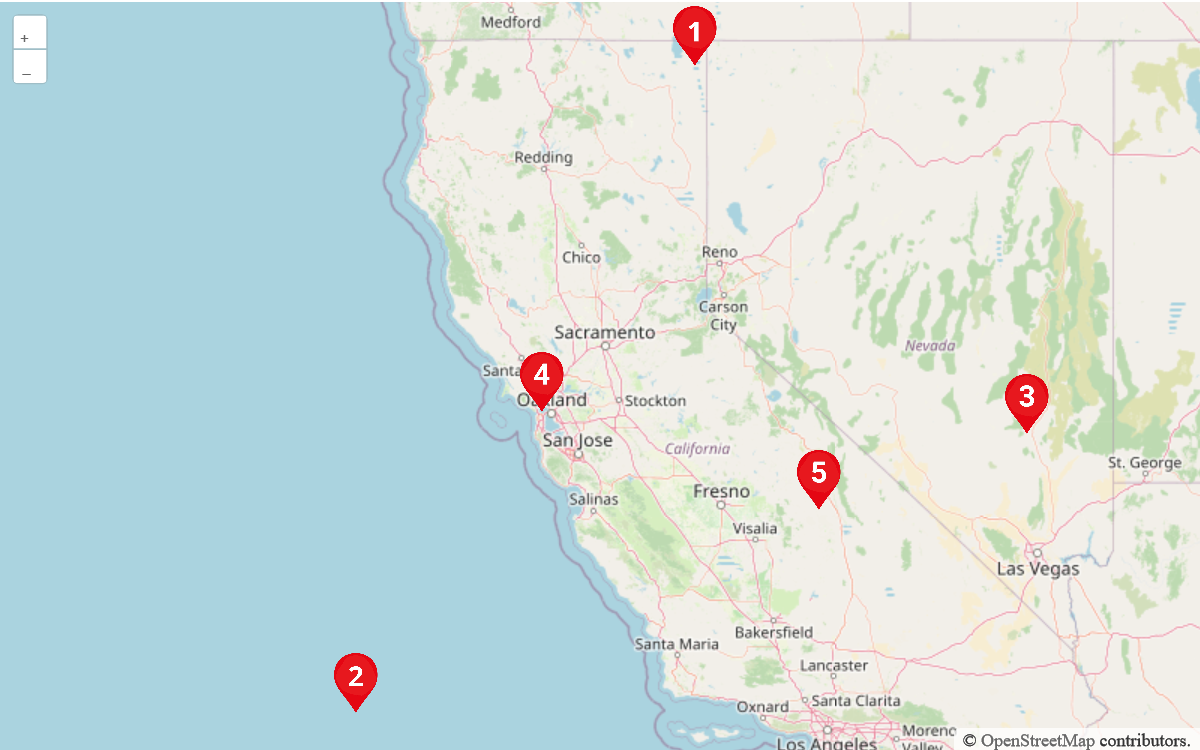 Medford
1
+
−
Redding
Reno
Chico
Carson
City
Sacramento
Nevada
Santa
4
3
Oakland
Stockton
San Jose
California
St. George
5
Fresno
Salinas
Visalia
Las Vegas
Bakersfield
Santa Maria
Lancaster
2
Santa Clarita
Oxnard
Moreno
Valley
Los Angeles
© OpenStreetMap contributors.